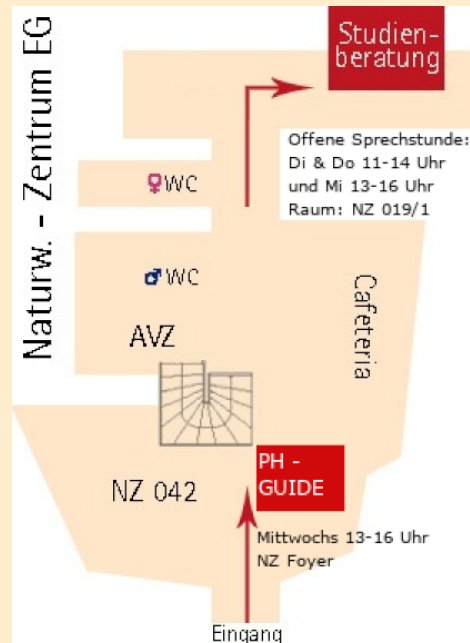 Naturw. - Zentrum EG
Studien-
beratung
Offene Sprechstunde:
Di & Do 11-14 Uhr
und Mi 13-16 Uhr
Raum: NZ 019/1
WC
WC
Cafeteria
AVZ
PH -
GUIDE
NZ 042
Mittwochs 13-16 Uhr
NZ Foyer
Eingang